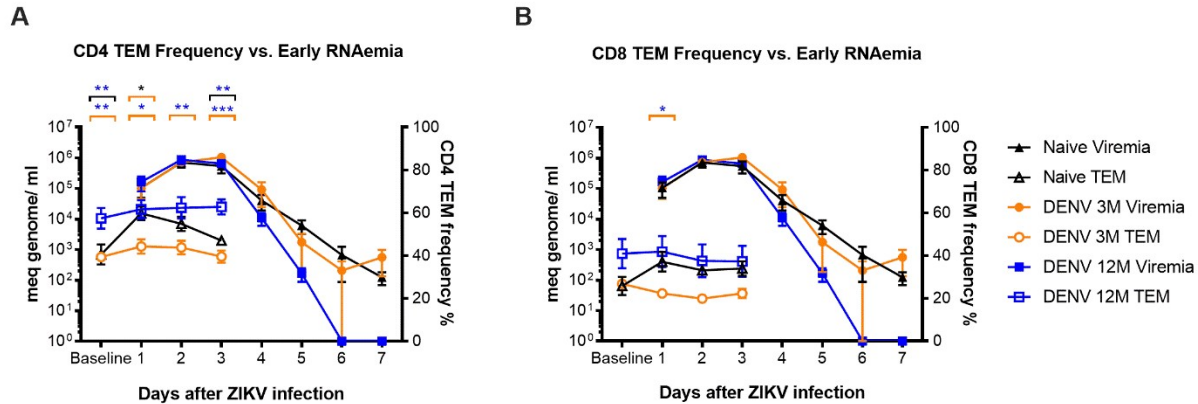 A
CD4 TEM Frequency vs. Early RNAemia
** * **
** * ** ***
10⁷
10⁶
10⁵
10⁴
10³
10²
10¹
10⁰
meq genome/ ml
100
80
60
40
20
0
CD4 TEM frequency %
Baseline 1 2 3 4 5 6 7
Days after ZIKV infection
B
CD8 TEM Frequency vs. Early RNAemia
*
10⁷
10⁶
10⁵
10⁴
10³
10²
10¹
10⁰
meq genome/ ml
100
80
60
40
20
0
CD8 TEM frequency %
Baseline 1 2 3 4 5 6 7
Days after ZIKV infection
Naive Viremia
Naive TEM
DENV 3M Viremia
DENV 3M TEM
DENV 12M Viremia
DENV 12M TEM